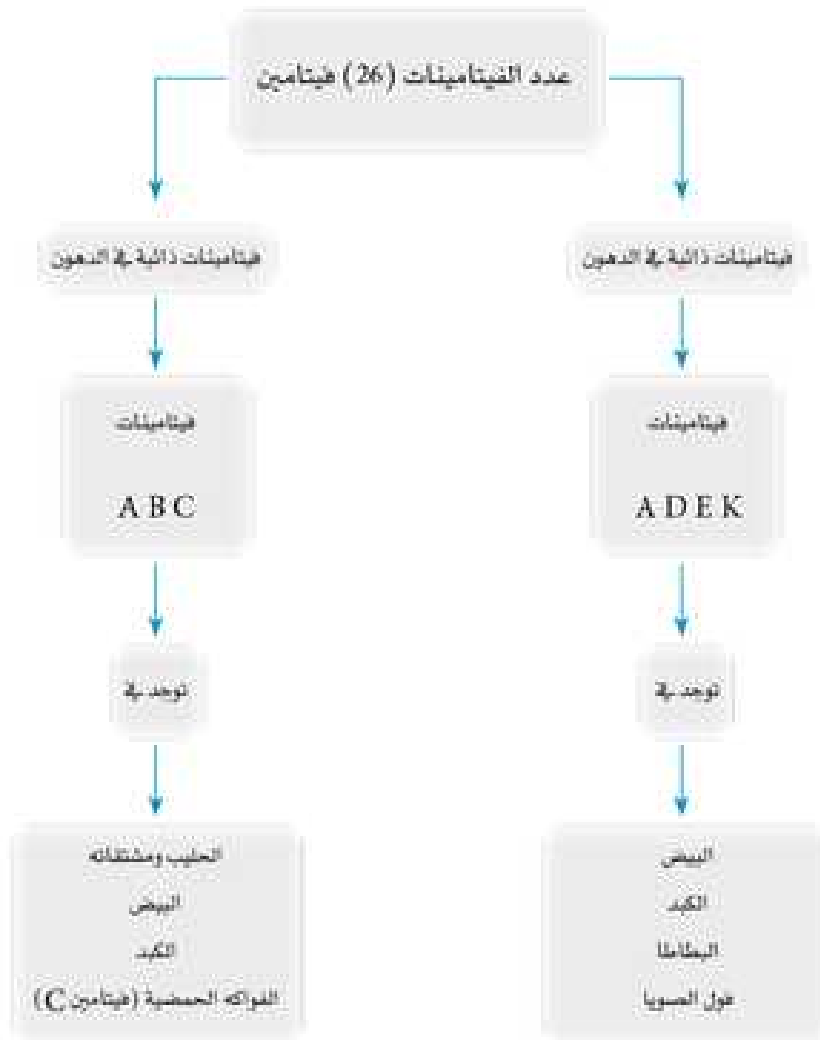 عدد الفيتامينات (26) فيتامين
فيتامينات ذائبة في الدهون
فيتامينات
A D E K
توجد في
البيض
الكبد
البطاطا
فول الصويا
فيتامينات ذائبة في الدهون
فيتامينات
A B C
توجد في
الحليب ومشتقاته
البيض
الكبد
الفواكه الحمضية (فيتامين C)